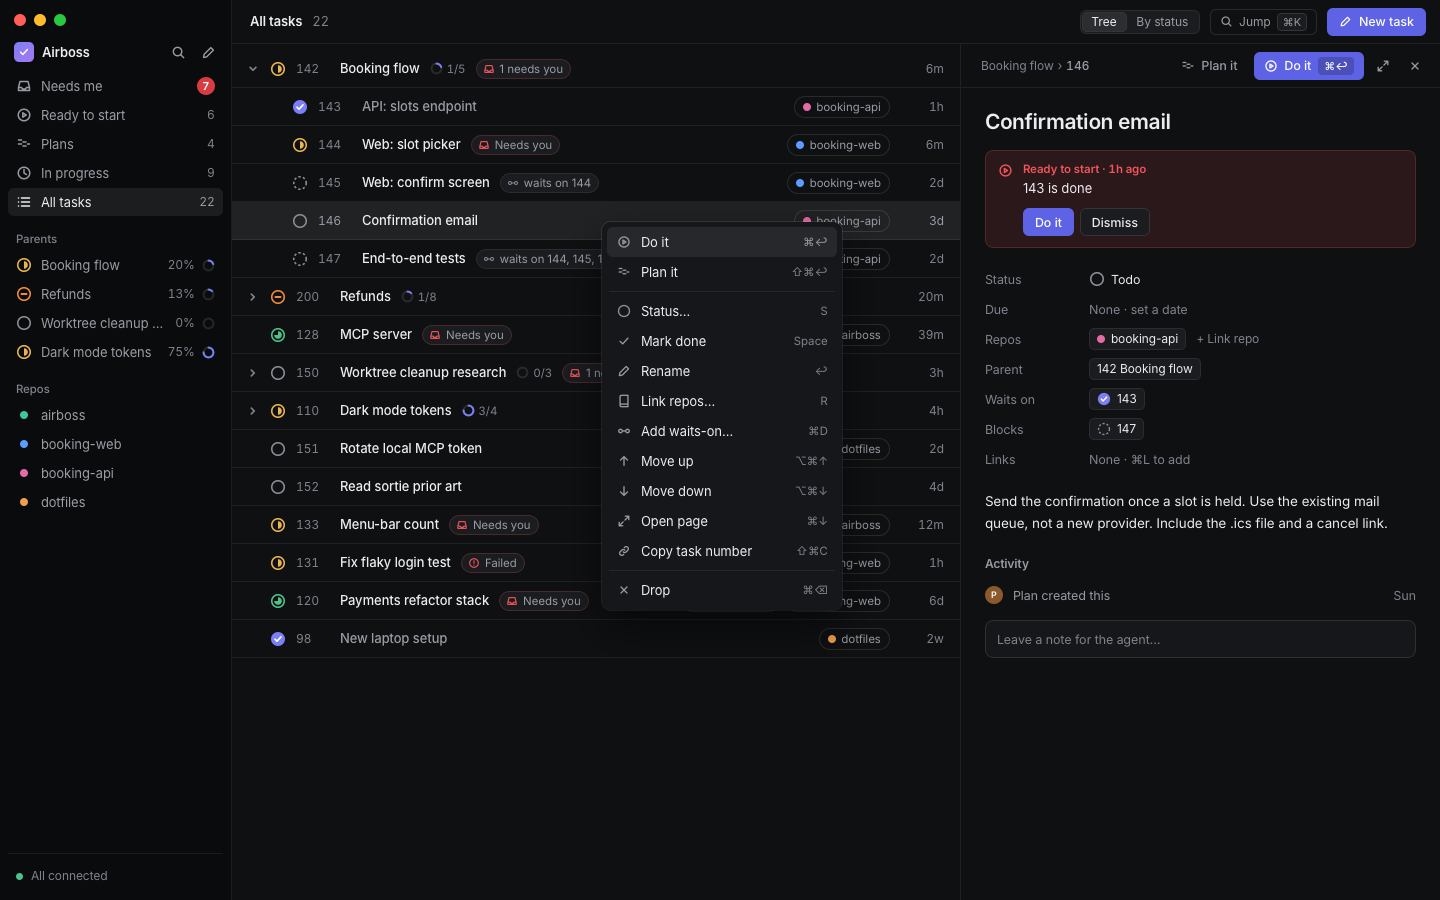 All tasks 22
Tree By status Jump ⌘K New task
Airboss
Needs me 7
Ready to start 6
Plans 4
In progress 9
All tasks 22
Parents
Booking flow 20%
Refunds 13%
Worktree cleanup ... 0%
Dark mode tokens 75%
Repos
airboss
booking-web
booking-api
dotfiles
All connected
142 Booking flow 1/5 1 needs you 6m
143 API: slots endpoint booking-api 1h
144 Web: slot picker Needs you booking-web 6m
145 Web: confirm screen waits on 144 booking-web 2d
146 Confirmation email booking-api 3d
147 End-to-end tests waits on 144, 145, 1 ng-api 2d
200 Refunds 1/8 20m
128 MCP server Needs you airboss 39m
150 Worktree cleanup research 0/3 1 n 3h
110 Dark mode tokens 3/4 4h
151 Rotate local MCP token dotfiles 2d
152 Read sortie prior art 4d
133 Menu-bar count Needs you airboss 12m
131 Fix flaky login test Failed ng-web 1h
120 Payments refactor stack Needs you ng-web 6d
98 New laptop setup dotfiles 2w
Do it ⌘↩
Plan it ⇧⌘↩
Status... S
Mark done Space
Rename ↩
Link repos... R
Add waits-on... ⌘D
Move up ⌥⌘↑
Move down ⌥⌘↓
Open page ⌘↓
Copy task number ⇧⌘C
Drop ⌘⌫
Booking flow › 146 Plan it Do it ⌘↩
Confirmation email
Ready to start · 1h ago
143 is done
Do it Dismiss
Status Todo
Due None · set a date
Repos booking-api + Link repo
Parent 142 Booking flow
Waits on 143
Blocks 147
Links None · ⌘L to add
Send the confirmation once a slot is held. Use the existing mail
queue, not a new provider. Include the .ics file and a cancel link.
Activity
P Plan created this Sun
Leave a note for the agent...